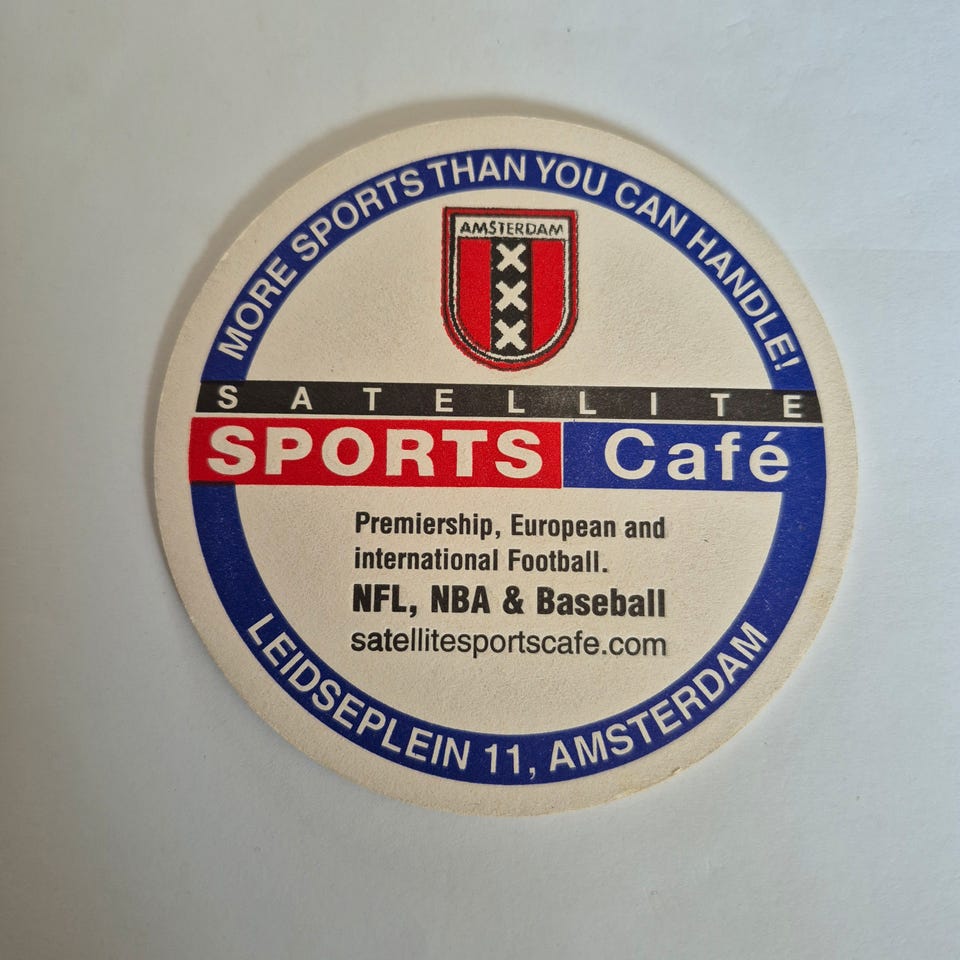 MORE SPORTS THAN YOU CAN HANDLE!
AMSTERDAM
XXX
SATELLITE
SPORTS Café
Premiership, European and
international Football.
NFL, NBA & Baseball
satellitesportscafe.com
LEIDSEPLEIN 11, AMSTERDAM